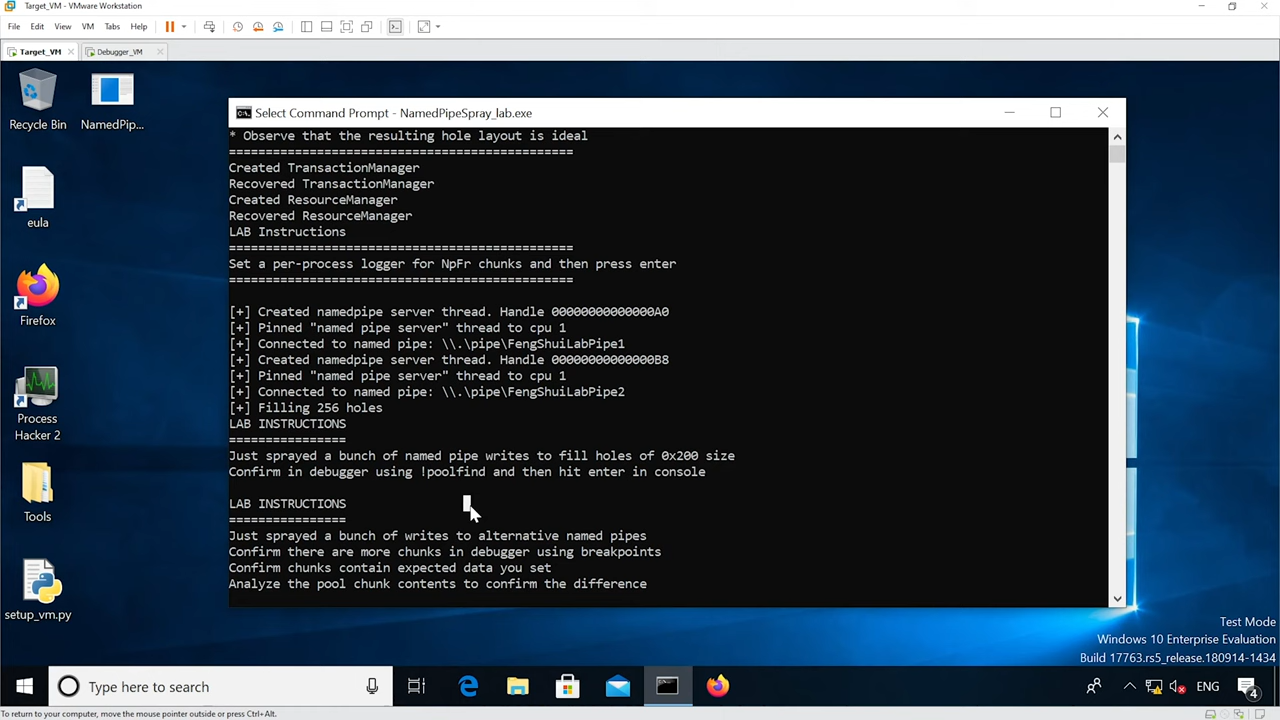 Target_VM - VMware Workstation
File Edit View VM Tabs Help
Target_VM Debugger_VM
Recycle Bin
NamedPip...
eula
Firefox
Process
Hacker 2
Tools
setup_vm.py
Select Command Prompt - NamedPipeSpray_lab.exe
* Observe that the resulting hole layout is ideal
===============================================
Created TransactionManager
Recovered TransactionManager
Created ResourceManager
Recovered ResourceManager
LAB Instructions
===============================================
Set a per-process logger for NpFr chunks and then press enter
===============================================
[+] Created namedpipe server thread. Handle 00000000000000A0
[+] Pinned "named pipe server" thread to cpu 1
[+] Connected to named pipe: \\.\pipe\FengShuiLabPipe1
[+] Created namedpipe server thread. Handle 00000000000000B8
[+] Pinned "named pipe server" thread to cpu 1
[+] Connected to named pipe: \\.\pipe\FengShuiLabPipe2
[+] Filling 256 holes
LAB INSTRUCTIONS
================
Just sprayed a bunch of named pipe writes to fill holes of 0x200 size
Confirm in debugger using !poolfind and then hit enter in console
LAB INSTRUCTIONS
================
Just sprayed a bunch of writes to alternative named pipes
Confirm there are more chunks in debugger using breakpoints
Confirm chunks contain expected data you set
Analyze the pool chunk contents to confirm the difference
Test Mode
Windows 10 Enterprise Evaluation
Build 17763.rs5_release.180914-1434
Type here to search
ENG
4
To return to your computer, move the mouse pointer outside or press Ctrl+Alt.